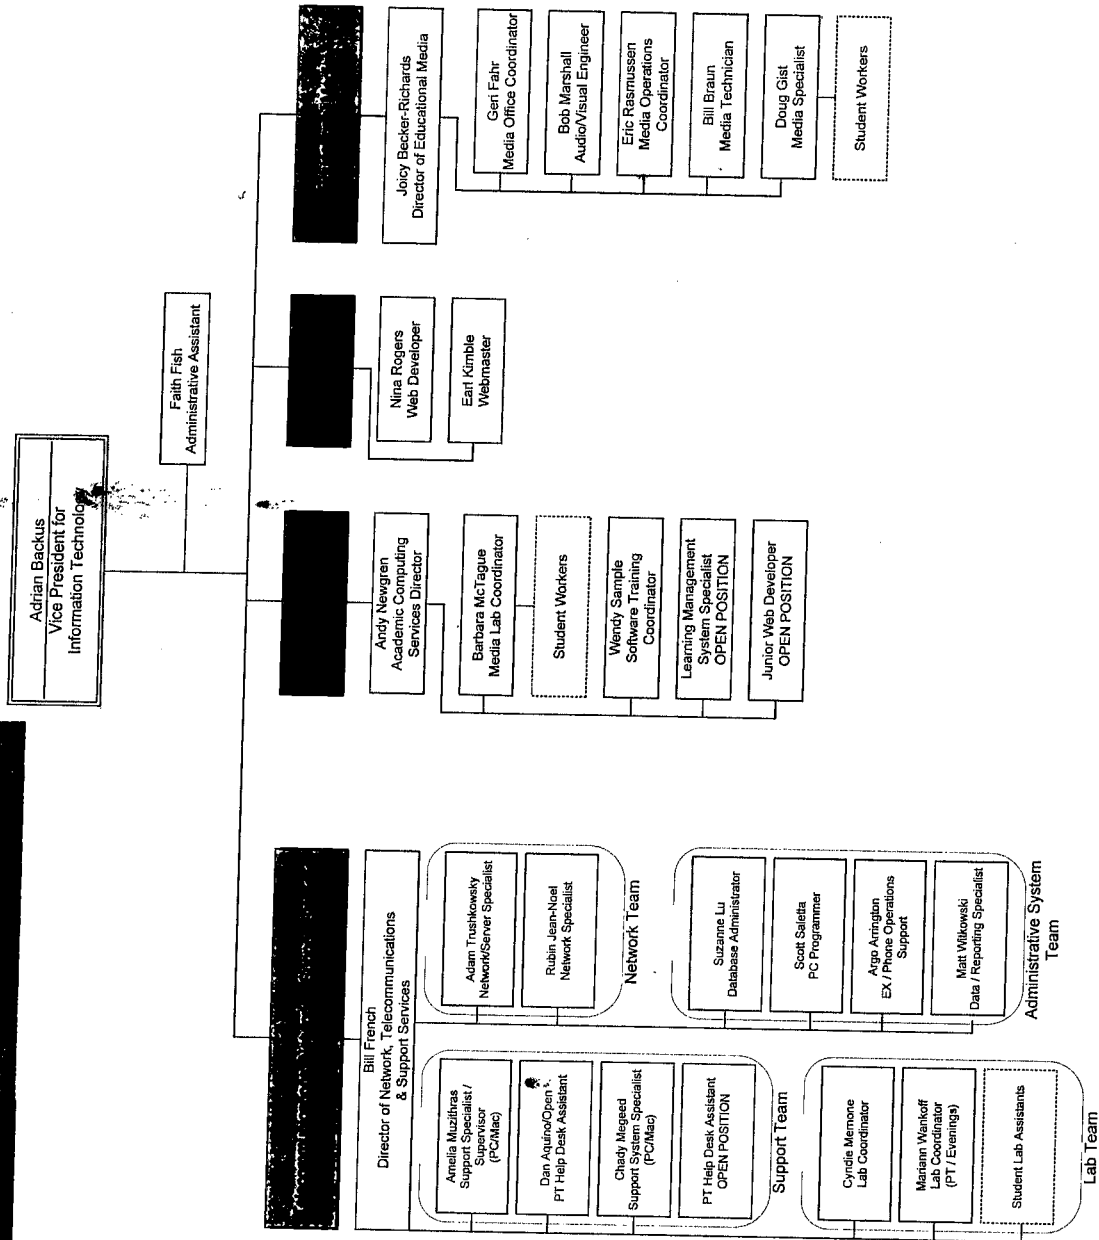 Adrian Backus
Vice President for
Information Technology
Faith Fish
Administrative Assistant
Bill French
Director of Network, Telecommunications
& Support Services
Amelia Muzithras
Support Specialist /
Supervisor
(PC/Mac)
Dan Aquino/Open
PT Help Desk Assistant
Chady Megeed
Support System Specialist
(PC/Mac)
PT Help Desk Assistant
OPEN POSITION
Support Team
Cyndie Memone
Lab Coordinator
Mariann Wankoff
Lab Coordinator
(PT / Evenings)
Student Lab Assistants
Lab Team
Adam Trushkowsky
Network/Server Specialist
Rubin Jean-Noel
Network Specialist
Network Team
Suzanne Lu
Database Administrator
Scott Saletta
PC Programmer
Argo Arrington
EX / Phone Operations
Support
Matt Witkowski
Data / Reporting Specialist
Administrative System
Team
Andy Newgren
Academic Computing
Services Director
Barbara McTague
Media Lab Coordinator
Student Workers
Wendy Sample
Software Training
Coordinator
Learning Management
System Specialist
OPEN POSITION
Junior Web Developer
OPEN POSITION
Nina Rogers
Web Developer
Earl Kimble
Webmaster
Joicy Becker-Richards
Director of Educational Media
Geri Fahr
Media Office Coordinator
Bob Marshall
Audio/Visual Engineer
Eric Rasmussen
Media Operations
Coordinator
Bill Braun
Media Technician
Doug Gist
Media Specialist
Student Workers